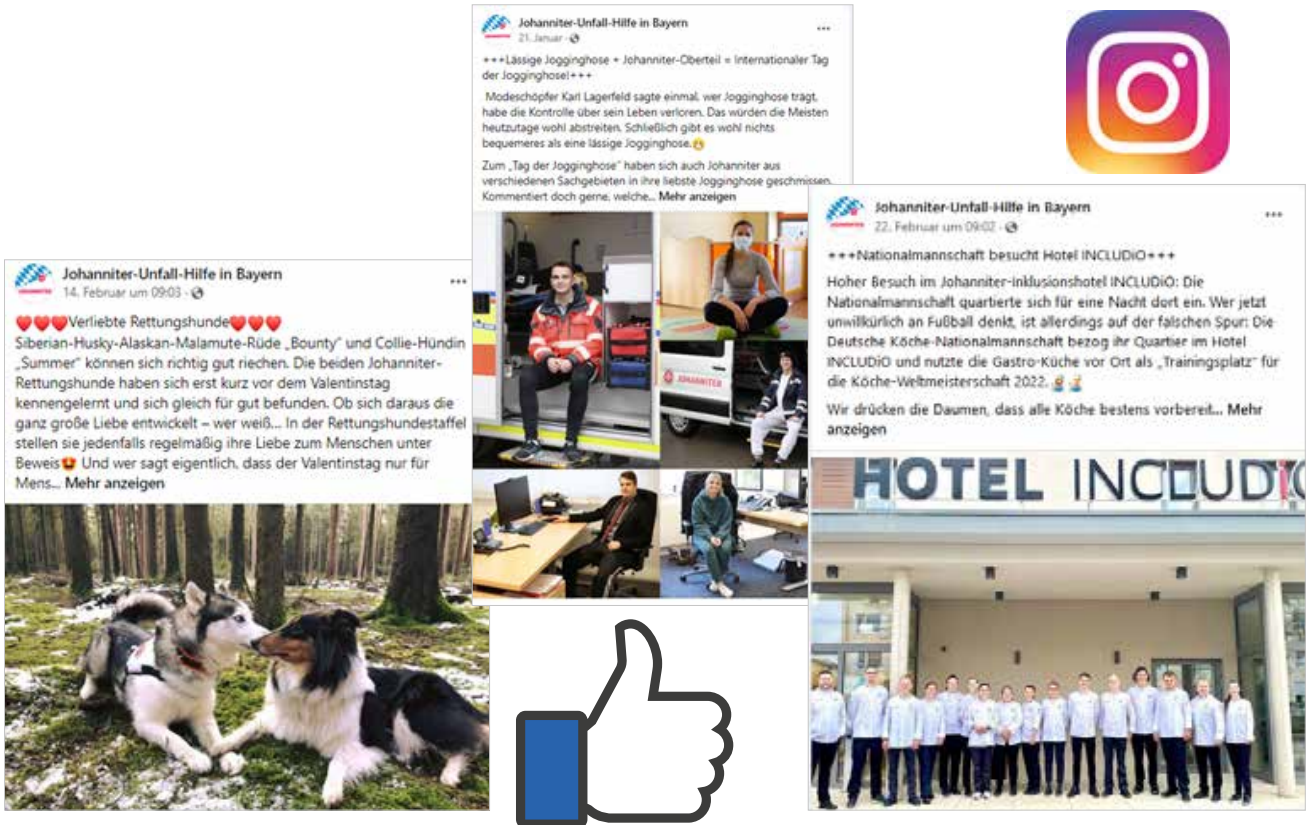 Johanniter-Unfall-Hilfe in Bayern
21. Januar
+++Lässige Jogginghose + Johanniter-Oberteil = Internationaler Tag
der Jogginghose!+++
Modeschöpfer Karl Lagerfeld sagte einmal, wer Jogginghose trägt,
habe die Kontrolle über sein Leben verloren. Das würden die Meisten
heutzutage wohl abstreiten. Schließlich gibt es wohl nichts
bequemeres als eine lässige Jogginghose.
Zum „Tag der Jogginghose" haben sich auch Johanniter aus
verschiedenen Sachgebieten in ihre liebste Jogginghose geschmissen.
Kommentiert doch gerne, welche... Mehr anzeigen
JOHANNITER
Johanniter-Unfall-Hilfe in Bayern
22. Februar um 09:02
+++Nationalmannschaft besucht Hotel INCLUDiO+++
Hoher Besuch im Johanniter-Inklusionshotel INCLUDiO: Die
Nationalmannschaft quartierte sich für eine Nacht dort ein. Wer jetzt
unwillkürlich an Fußball denkt, ist allerdings auf der falschen Spur: Die
Deutsche Köche-Nationalmannschaft bezog ihr Quartier im Hotel
INCLUDiO und nutzte die Gastro-Küche vor Ort als „Trainingsplatz" für
die Köche-Weltmeisterschaft 2022.
Wir drücken die Daumen, dass alle Köche bestens vorbereit... Mehr
anzeigen
HOTEL INCLUDiO
Johanniter-Unfall-Hilfe in Bayern
14. Februar um 09:03
❤❤❤Verliebte Rettungshunde❤❤❤
Siberian-Husky-Alaskan-Malamute-Rüde „Bounty" und Collie-Hündin
„Summer" können sich richtig gut riechen. Die beiden Johanniter-
Rettungshunde haben sich erst kurz vor dem Valentinstag
kennengelernt und sich gleich für gut befunden. Ob sich daraus die
ganz große Liebe entwickelt – wer weiß... In der Rettungshundestaffel
stellen sie jedenfalls regelmäßig ihre Liebe zum Menschen unter
Beweis😍 Und wer sagt eigentlich, dass der Valentinstag nur für
Mens... Mehr anzeigen